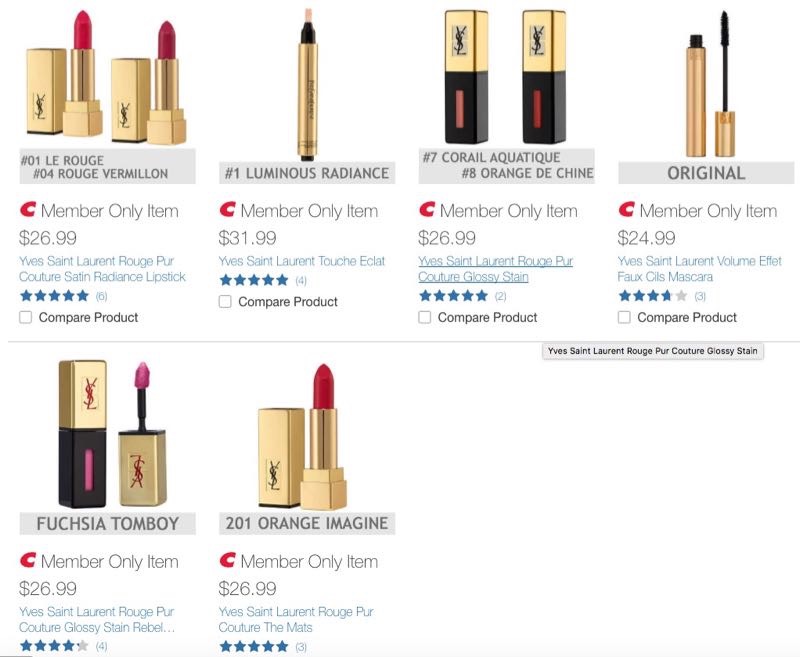 #01 LE ROUGE
#04 ROUGE VERMILLON
#1 LUMINOUS RADIANCE
#7 CORAIL AQUATIQUE
#8 ORANGE DE CHINE
ORIGINAL
Member Only Item
$26.99
Yves Saint Laurent Rouge Pur
Couture Satin Radiance Lipstick
(6)
Compare Product
Member Only Item
$31.99
Yves Saint Laurent Touche Eclat
(4)
Compare Product
Member Only Item
$26.99
Yves Saint Laurent Rouge Pur
Couture Glossy Stain
(2)
Compare Product
Member Only Item
$24.99
Yves Saint Laurent Volume Effet
Faux Cils Mascara
(3)
Compare Product
Yves Saint Laurent Rouge Pur Couture Glossy Stain
FUCHSIA TOMBOY
201 ORANGE IMAGINE
Member Only Item
$26.99
Yves Saint Laurent Rouge Pur
Couture Glossy Stain Rebel...
(4)
Member Only Item
$26.99
Yves Saint Laurent Rouge Pur
Couture The Mats
(3)